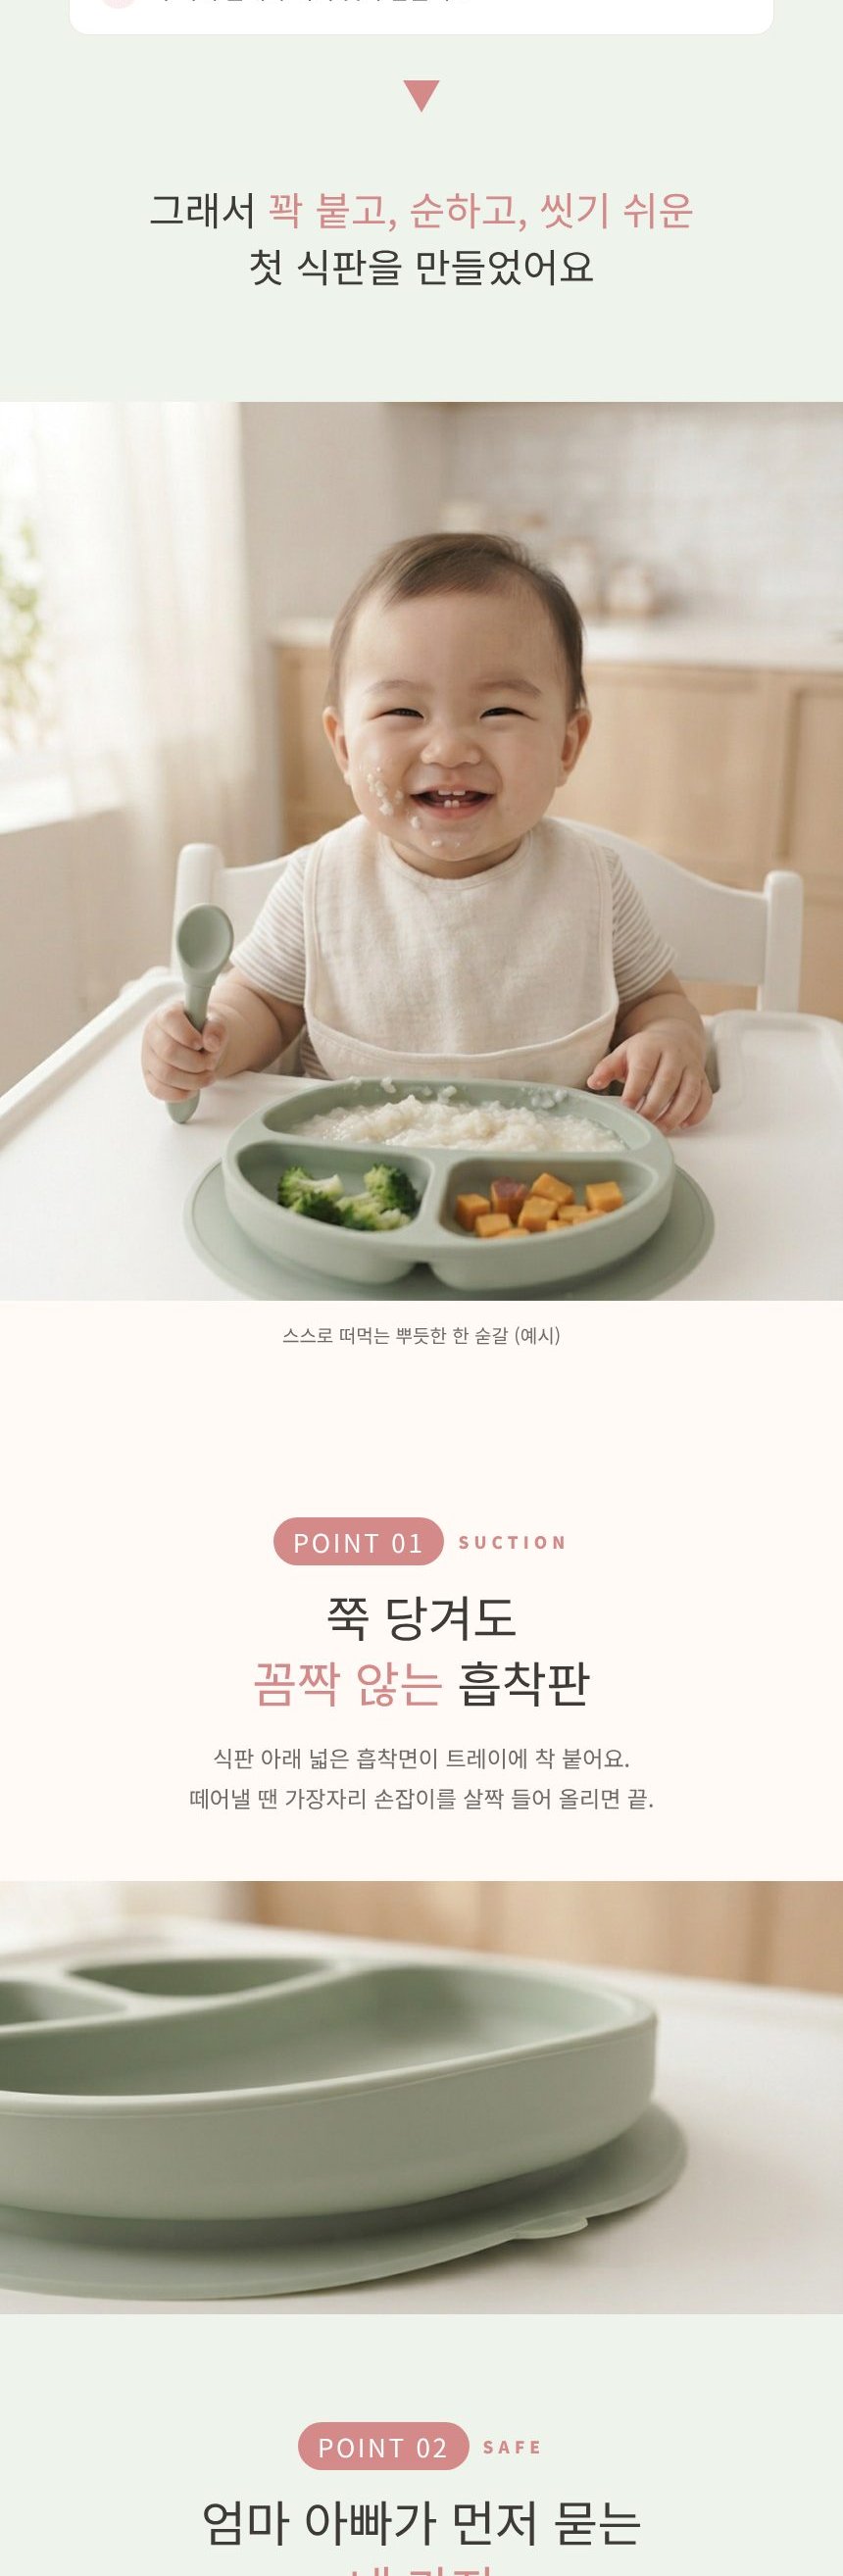 그래서 꽉 붙고, 순하고, 씻기 쉬운
첫 식판을 만들었어요
스스로 떠먹는 뿌듯한 한 숟갈 (예시)
POINT 01 SUCTION
쭉 당겨도
꼼짝 않는 흡착판
식판 아래 넓은 흡착면이 트레이에 착 붙어요.
떼어낼 땐 가장자리 손잡이를 살짝 들어 올리면 끝.
POINT 02 SAFE
엄마 아빠가 먼저 묻는